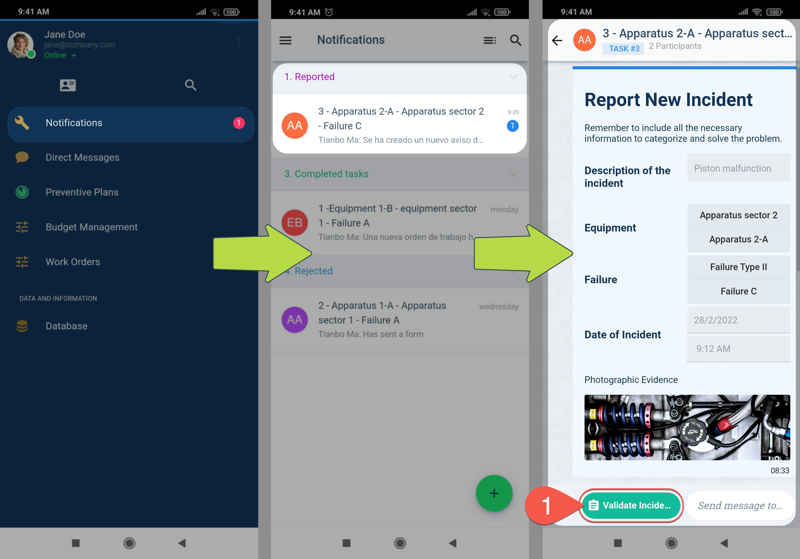 9:41 AM
100
Jane Doe
jane@company.com
Online
Notifications
1
Direct Messages
Preventive Plans
Budget Management
Work Orders
DATA AND INFORMATION
Database
9:41 AM
100
Notifications
1. Reported
3 - Apparatus 2-A - Apparatus sector 2
- Failure C
9:26
AA
1
Tianbo Ma: Se ha creado un nuevo aviso d...
3. Completed tasks
1 -Equipment 1-B - equipment sector
1 - Failure A
monday
EB
Tianbo Ma: Una nueva orden de trabajo h
4. Rejected
2 - Apparatus 1-A - Apparatus
sector 1 - Failure A
wednesday
AA
Tianbo Ma: Has sent a form
+
9:41 AM
100
AA
3 - Apparatus 2-A - Apparatus sect...
TASK #3
2 Participants
Report New Incident
Remember to include all the necessary
information to categorize and solve the problem.
Description of the
incident
Piston malfunction
Equipment
Apparatus sector 2
Apparatus 2-A
Failure
Failure Type II
Failure C
Date of Incident
28/2/2022
9:12 AM
Photographic Evidence
08:33
1
Validate Incide...
Send message to...